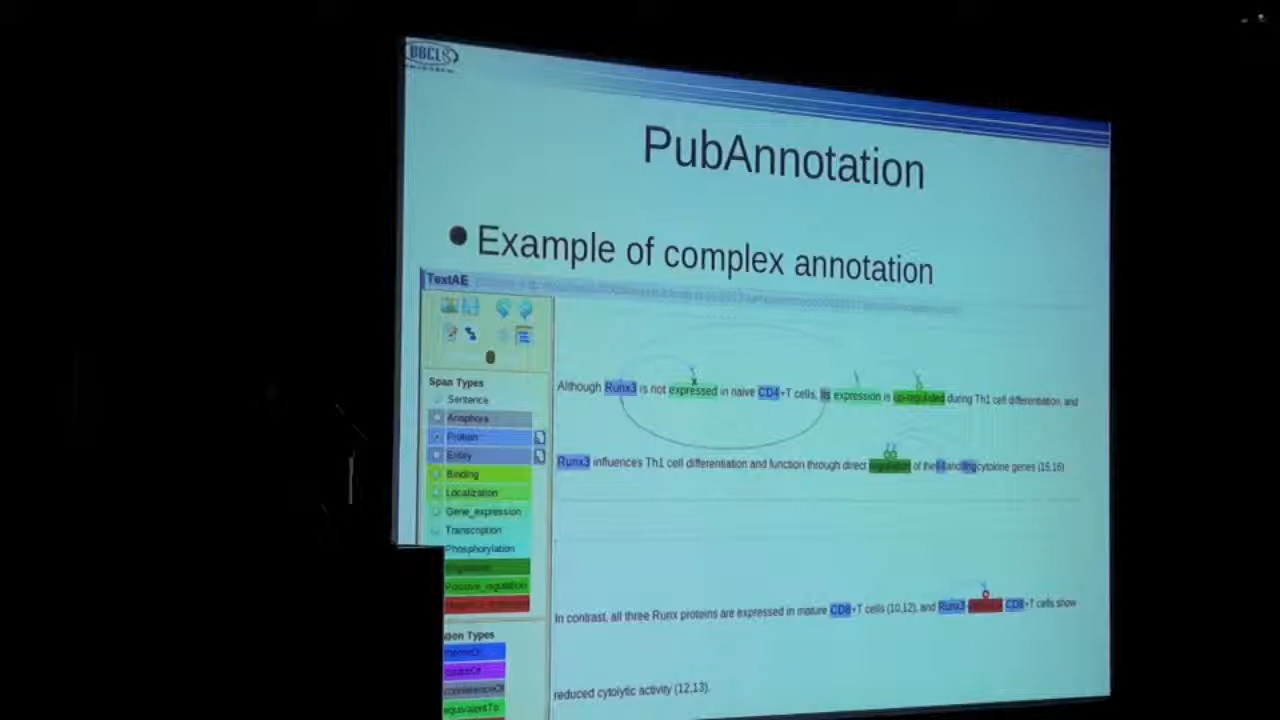 DBCLS
PubAnnotation
Example of complex annotation
TextAE
Span Types
Sentence
Anaphora
Protein
Entity
Binding
Localization
Gene_expression
Transcription
Phosphorylation
Positive_regulation
Types
equivalentTo
Although Runx3 is not expressed in naive CD4+T cells, its expression is up-regulated during Th1 cell differentiation, and
Runx3 influences Th1 cell differentiation and function through direct regulation of the cytokine genes (15,16)
In contrast, all three Runx proteins are expressed in mature CD8+T cells (10,12), and Runx3 CD8+T cells show
reduced cytolytic activity (12,13).